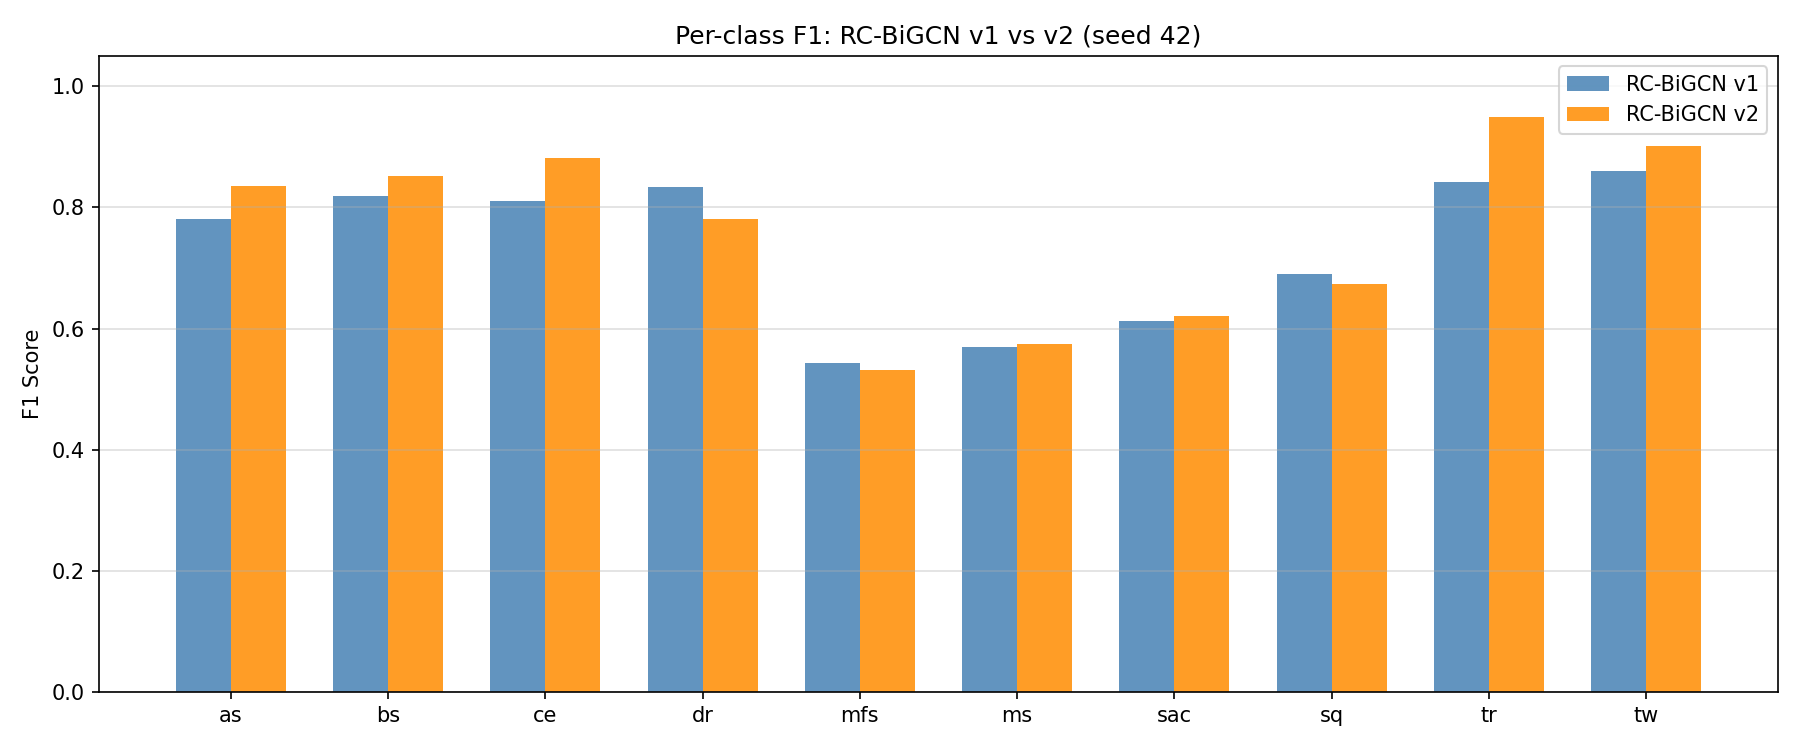 Per-class F1: RC-BiGCN v1 vs v2 (seed 42)
RC-BiGCN v1
RC-BiGCN v2
F1 Score
1.0
0.8
0.6
0.4
0.2
0.0
as bs ce dr mfs ms sac sq tr tw